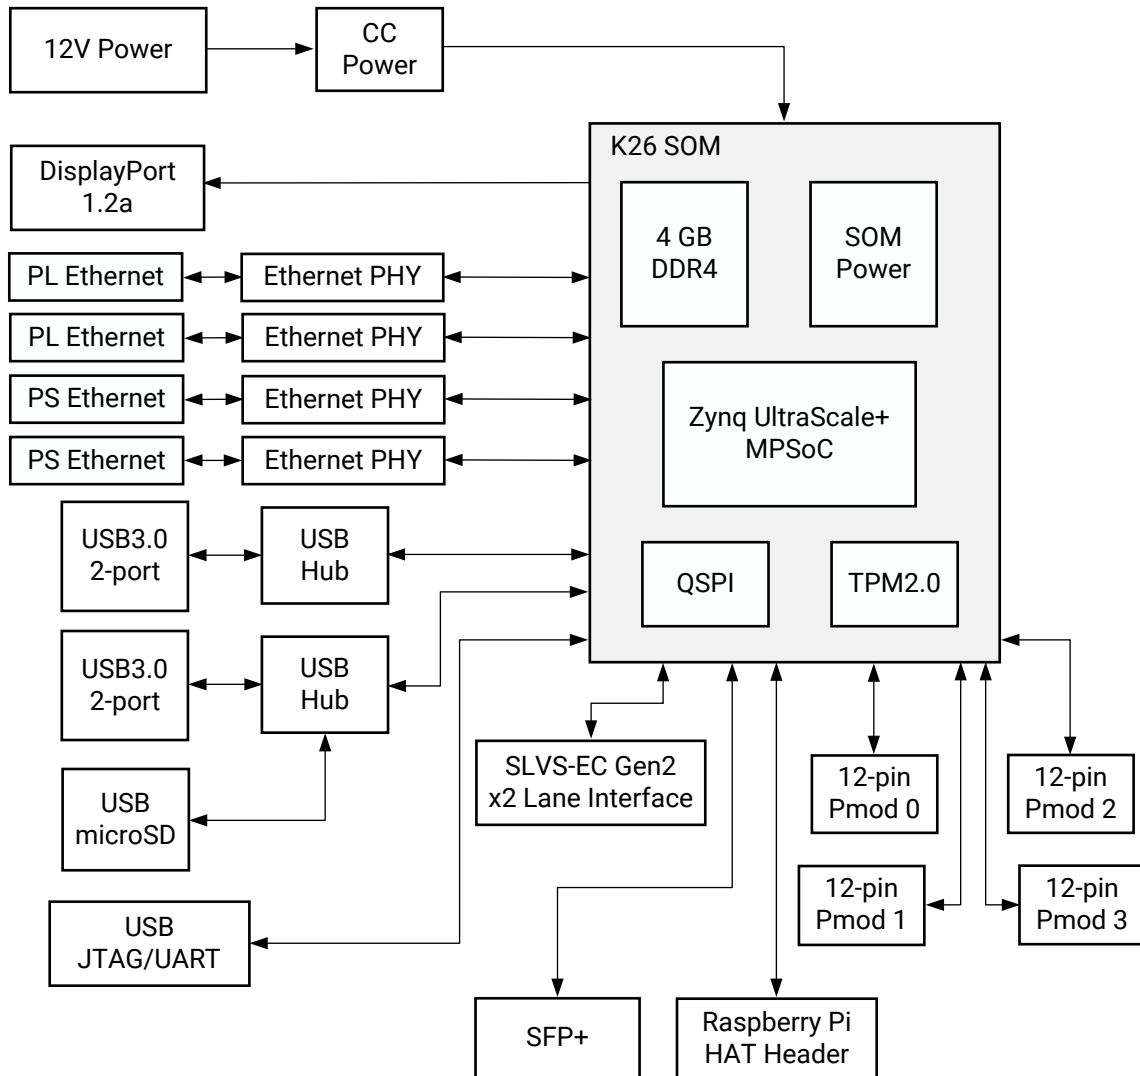 12V Power
CC
Power
K26 SOM
DisplayPort
1.2a
4 GB
DDR4
SOM
Power
PL Ethernet
Ethernet PHY
PL Ethernet
Ethernet PHY
PS Ethernet
Ethernet PHY
PS Ethernet
Ethernet PHY
Zynq UltraScale+
MPSoC
USB3.0
2-port
USB
Hub
QSPI
TPM2.0
USB3.0
2-port
USB
Hub
SLVS-EC Gen2
x2 Lane Interface
12-pin
Pmod 0
12-pin
Pmod 2
USB
microSD
12-pin
Pmod 1
12-pin
Pmod 3
USB
JTAG/UART
SFP+
Raspberry Pi
HAT Header